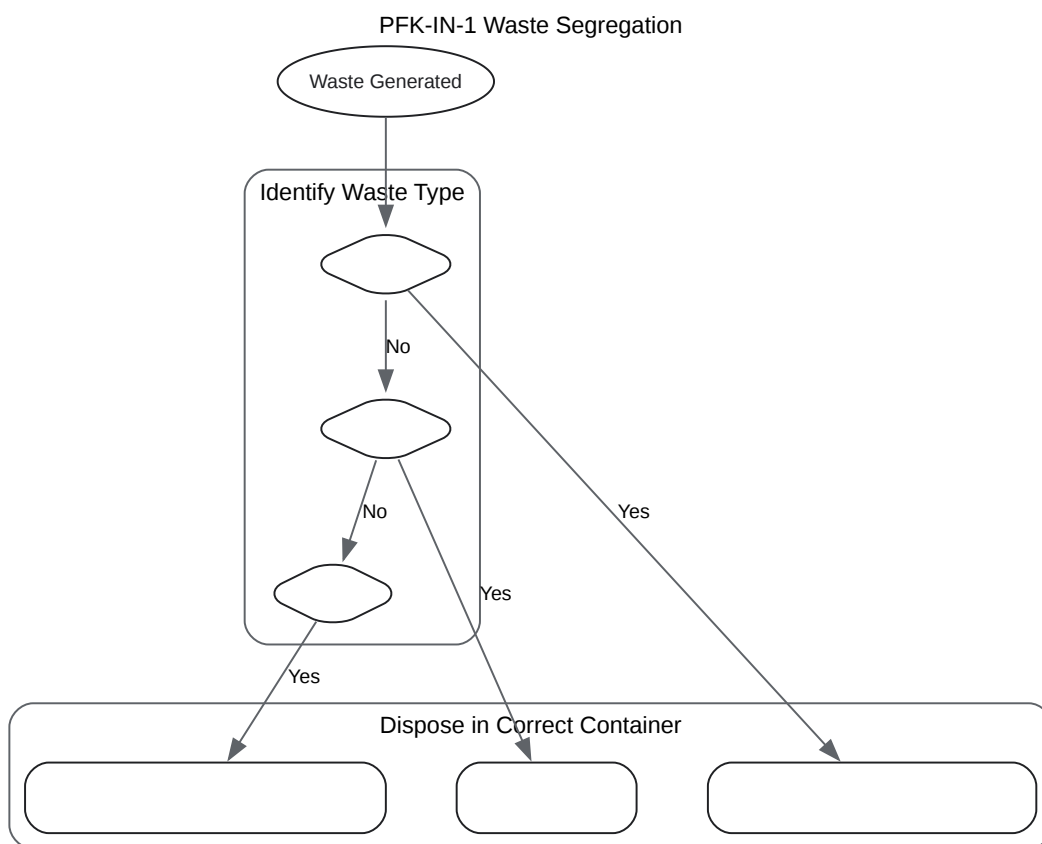 PFK-IN-1 Waste Segregation
Waste Generated
Identify Waste Type
No
No
Yes
Yes
Yes
Dispose in Correct Container